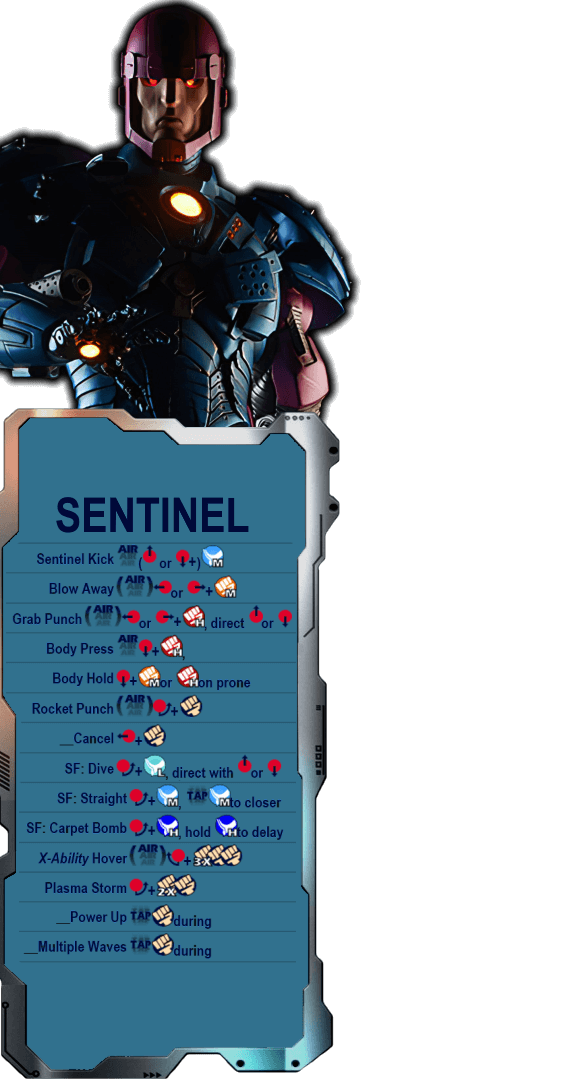 SENTINEL
Sentinel Kick AIR ( or +) M
Blow Away (AIR) or + M
Grab Punch (AIR) or + H, direct or
Body Press AIR + H,
Body Hold + M or H on prone
Rocket Punch (AIR) +
__Cancel +
SF: Dive + L, direct with or
SF: Straight + M, TAP M to closer
SF: Carpet Bomb + H, hold H to delay
X-Ability Hover (AIR) + 3-X
Plasma Storm + 2-X
__Power Up TAP during
__Multiple Waves TAP during